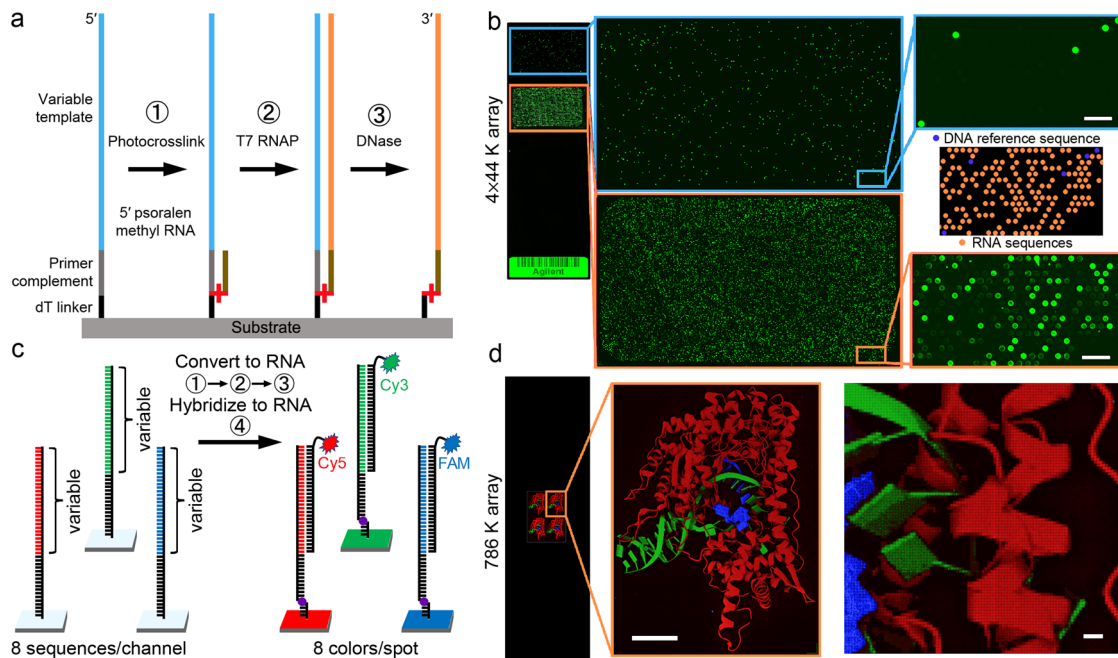 a
5′
3′
Variable
template
①
②
③
Photocrosslink
T7 RNAP
DNase
5′ psoralen
methyl RNA
Primer
complement
dT linker
Substrate
b
4×44 K array
Agilent
DNA reference sequence
RNA sequences
c
Convert to RNA
①→②→③
Hybridize to RNA
④
variable
variable
variable
Cy3
Cy5
FAM
8 sequences/channel
8 colors/spot
d
786 K array